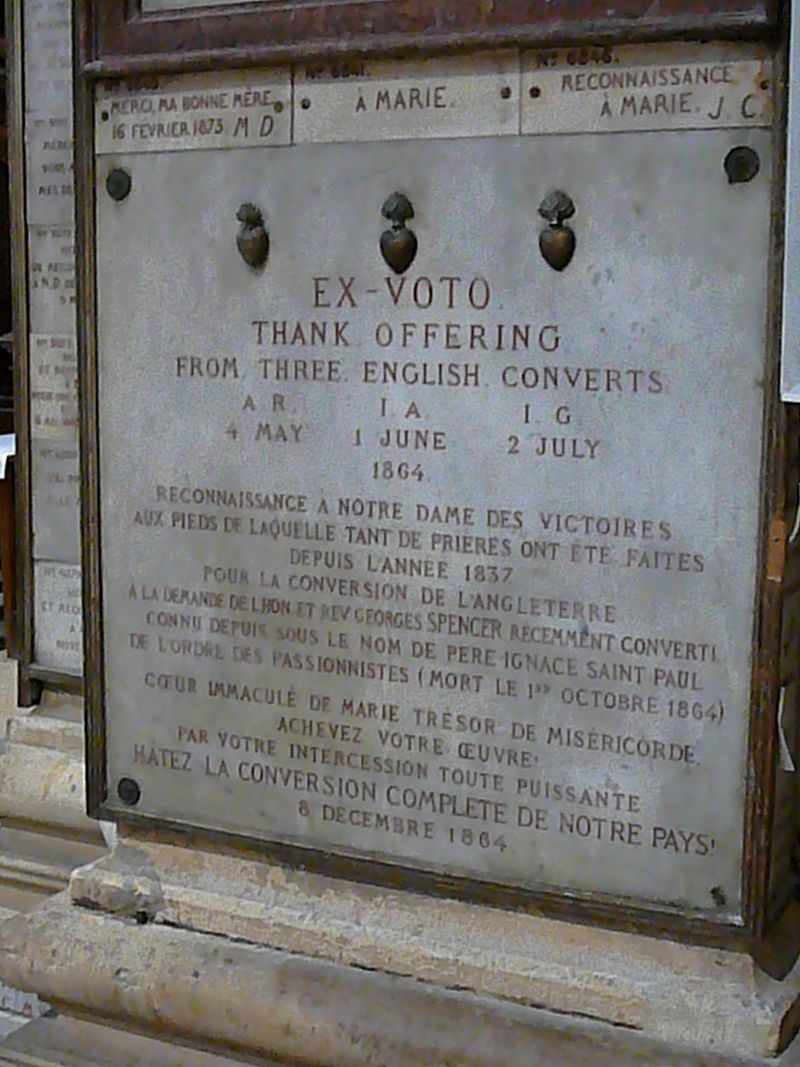 MERCI, MA BONNE MÈRE.
16 FEVRIER 1873 M D
À MARIE.
Nº 6846.
RECONNAISSANCE
À MARIE. J. C.
EX-VOTO
THANK OFFERING
FROM THREE ENGLISH CONVERTS
A. R. I. A. I. G.
4 MAY 1 JUNE 2 JULY
1864.
RECONNAISSANCE À NOTRE DAME DES VICTOIRES
AUX PIEDS DE LAQUELLE TANT DE PRIÈRES ONT ÉTÉ FAITES
DEPUIS L'ANNÉE 1837
POUR LA CONVERSION DE L'ANGLETERRE
À LA DEMANDE DE L'HON. ET REV GEORGES SPENCER RECEMMENT CONVERTI
CONNU DEPUIS SOUS LE NOM DE PERE IGNACE SAINT PAUL
DE L'ORDRE DES PASSIONNISTES (MORT LE 1ER OCTOBRE 1864)
CŒUR IMMACULÉ DE MARIE TRÉSOR DE MISÉRICORDE.
ACHEVEZ VOTRE ŒUVRE!
PAR VOTRE INTERCESSION TOUTE PUISSANTE
HÂTEZ LA CONVERSION COMPLETE DE NOTRE PAYS!
8 DECEMBRE 1864